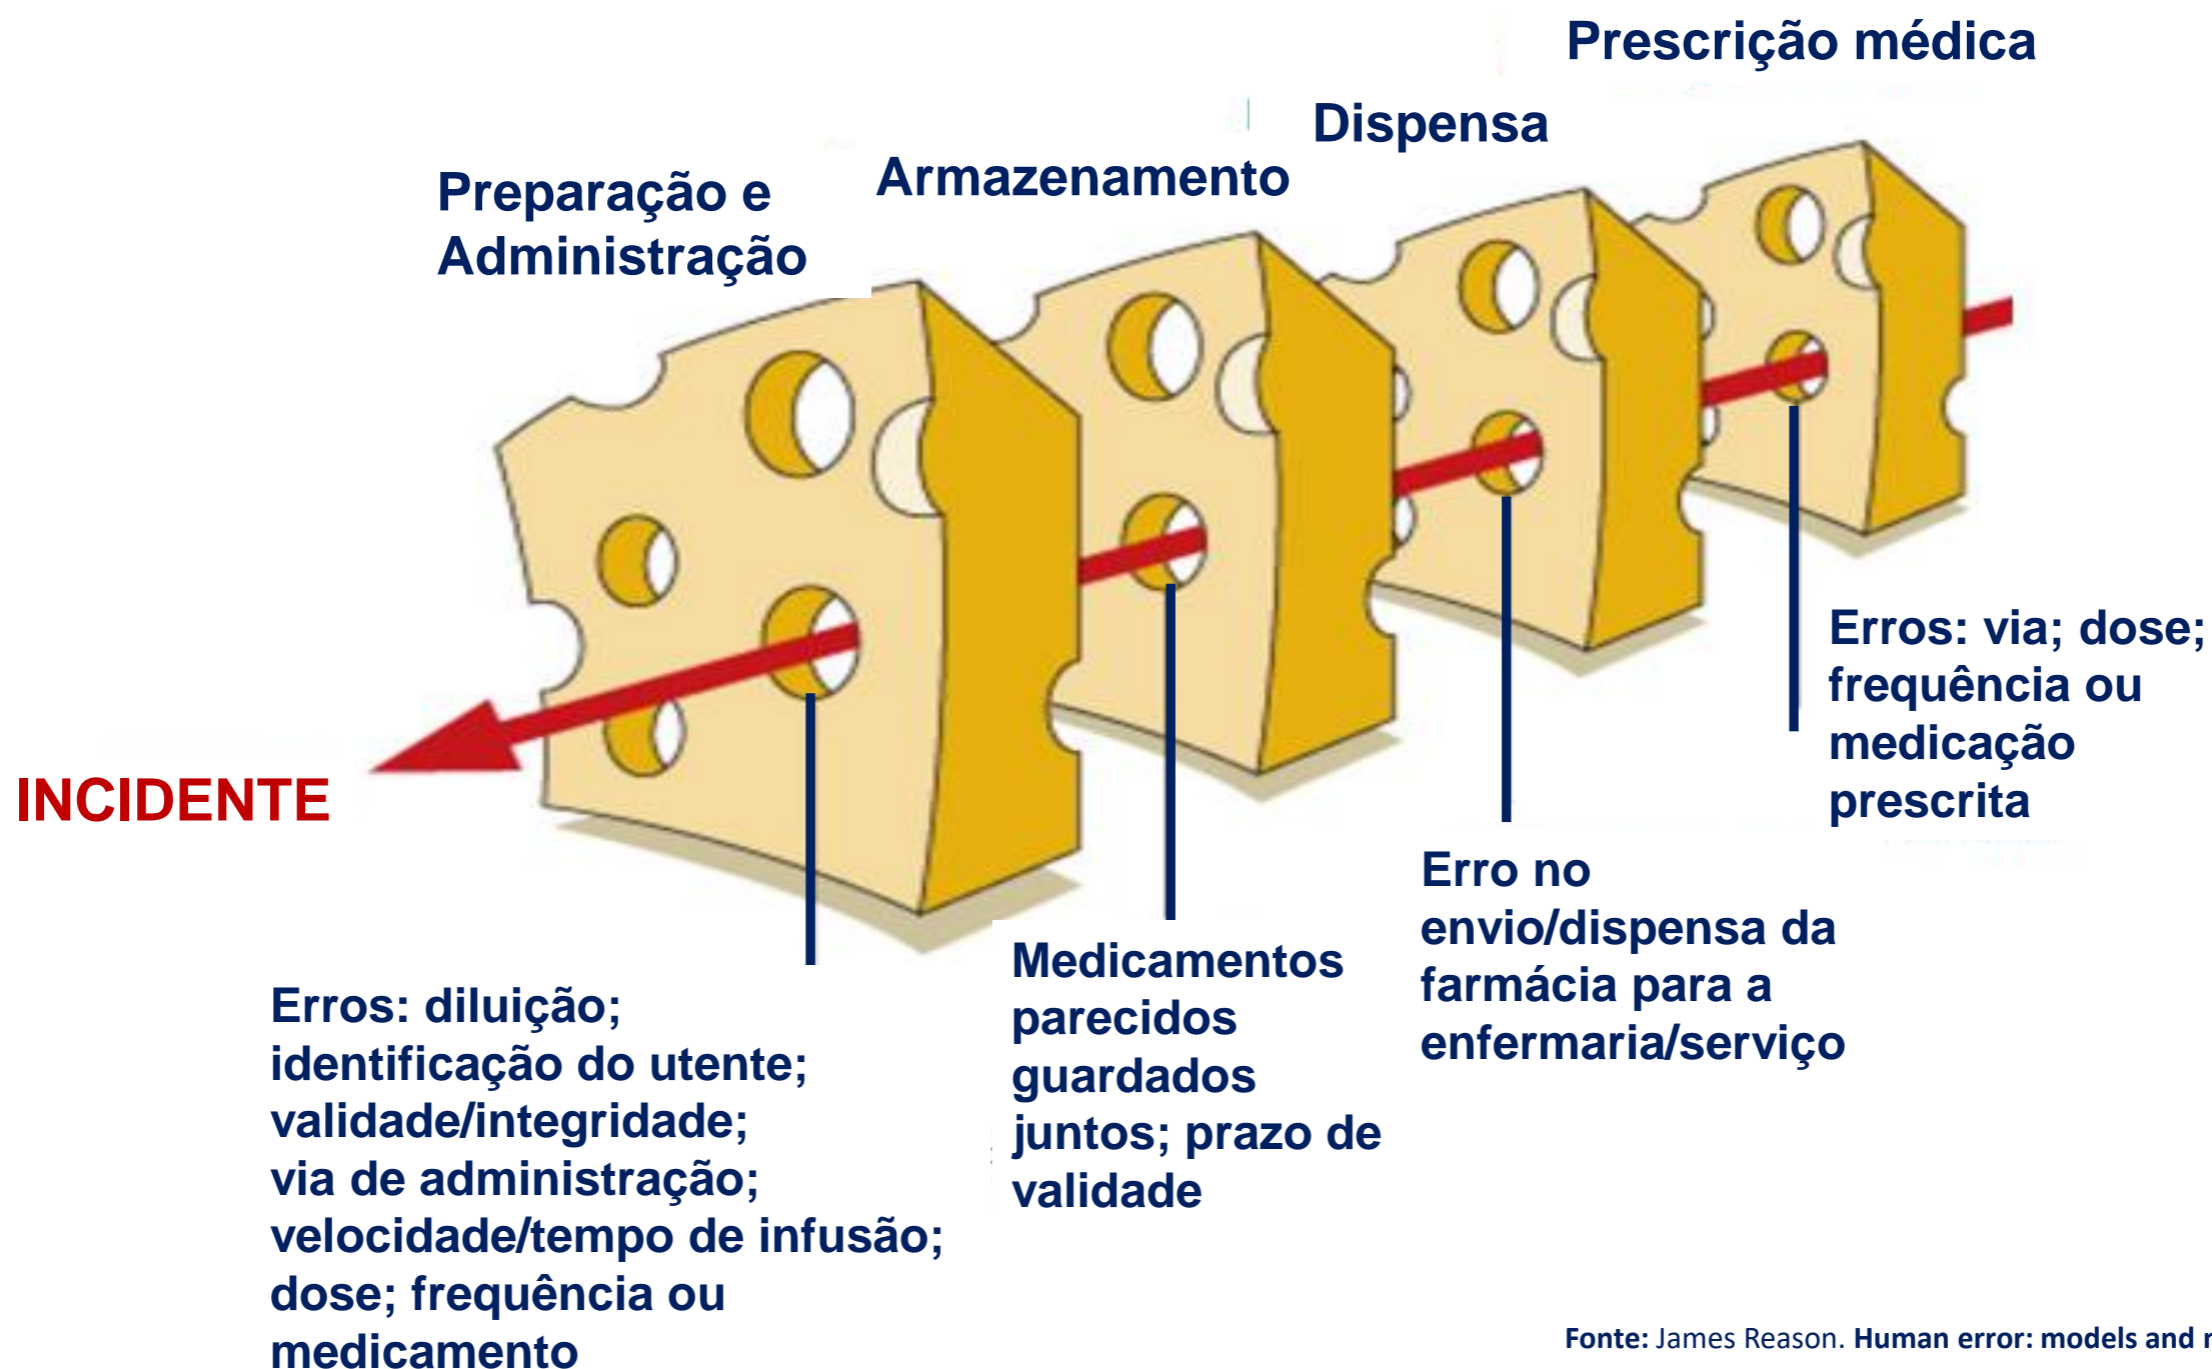 Prescrição médica
Dispensa
Armazenamento
Preparação e
Administração
INCIDENTE
Erros: via; dose;
frequência ou
medicação
prescrita
Erro no
envio/dispensa da
farmácia para a
enfermaria/serviço
Medicamentos
parecidos
guardados
juntos; prazo de
validade
Erros: diluição;
identificação do utente;
validade/integridade;
via de administração;
velocidade/tempo de infusão;
dose; frequência ou
medicamento
Fonte: James Reason. Human error: models and